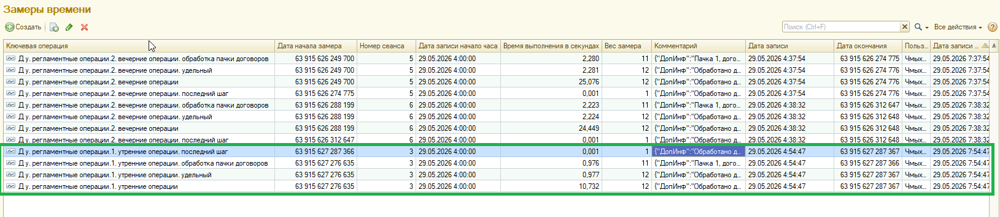 Замеры времени
Создать Поиск (Ctrl+F) Все действия
Ключевая операция Дата начала замера Номер сеанса Дата записи начало часа Время выполнения в секундах Вес замера Комментарий Дата записи Дата окончания Польз... Дата записи ...
Д у. регламентные операции.2. вечерние операции. обработка пачки договоров 63 915 626 249 700 5 29.05.2026 4:00:00 2,280 11 {"ДопИнф":"Пачка 1, дого... 29.05.2026 4:37:54 63 915 626 274 775 Чмых... 29.05.2026 7:37:54
Д у. регламентные операции.2. вечерние операции. удельный 63 915 626 249 700 5 29.05.2026 4:00:00 2,281 12 {"ДопИнф":"Обработано д... 29.05.2026 4:37:54 63 915 626 274 776 Чмых... 29.05.2026 7:37:54
Д у. регламентные операции.2. вечерние операции 63 915 626 249 700 5 29.05.2026 4:00:00 25,076 12 {"ДопИнф":"Обработано д... 29.05.2026 4:37:54 63 915 626 274 776 Чмых... 29.05.2026 7:37:54
Д у. регламентные операции.2. вечерние операции. последний шаг 63 915 626 274 775 5 29.05.2026 4:00:00 0,001 1 {"ДопИнф":"Обработано д... 29.05.2026 4:37:54 63 915 626 274 776 Чмых... 29.05.2026 7:37:54
Д у. регламентные операции.2. вечерние операции. обработка пачки договоров 63 915 626 288 199 6 29.05.2026 4:00:00 2,223 11 {"ДопИнф":"Пачка 1, дого... 29.05.2026 4:38:32 63 915 626 312 647 Чмых... 29.05.2026 7:38:32
Д у. регламентные операции.2. вечерние операции. удельный 63 915 626 288 199 6 29.05.2026 4:00:00 2,224 12 {"ДопИнф":"Обработано д... 29.05.2026 4:38:32 63 915 626 312 648 Чмых... 29.05.2026 7:38:32
Д у. регламентные операции.2. вечерние операции 63 915 626 288 199 6 29.05.2026 4:00:00 24,449 12 {"ДопИнф":"Обработано д... 29.05.2026 4:38:32 63 915 626 312 648 Чмых... 29.05.2026 7:38:32
Д у. регламентные операции.2. вечерние операции. последний шаг 63 915 626 312 647 6 29.05.2026 4:00:00 0,001 1 {"ДопИнф":"Обработано д... 29.05.2026 4:38:32 63 915 626 312 648 Чмых... 29.05.2026 7:38:32
Д у. регламентные операции.1. утренние операции. последний шаг 63 915 627 287 366 3 29.05.2026 4:00:00 0,001 1 {"ДопИнф":"Обработано д... 29.05.2026 4:54:47 63 915 627 287 367 Чмых... 29.05.2026 7:54:47
Д у. регламентные операции.1. утренние операции. обработка пачки договоров 63 915 627 276 635 3 29.05.2026 4:00:00 0,976 11 {"ДопИнф":"Пачка 1, дого... 29.05.2026 4:54:47 63 915 627 287 366 Чмых... 29.05.2026 7:54:47
Д у. регламентные операции.1. утренние операции. удельный 63 915 627 276 635 3 29.05.2026 4:00:00 0,977 12 {"ДопИнф":"Обработано д... 29.05.2026 4:54:47 63 915 627 287 367 Чмых... 29.05.2026 7:54:47
Д у. регламентные операции.1. утренние операции 63 915 627 276 635 3 29.05.2026 4:00:00 10,732 12 {"ДопИнф":"Обработано д... 29.05.2026 4:54:47 63 915 627 287 367 Чмых... 29.05.2026 7:54:47